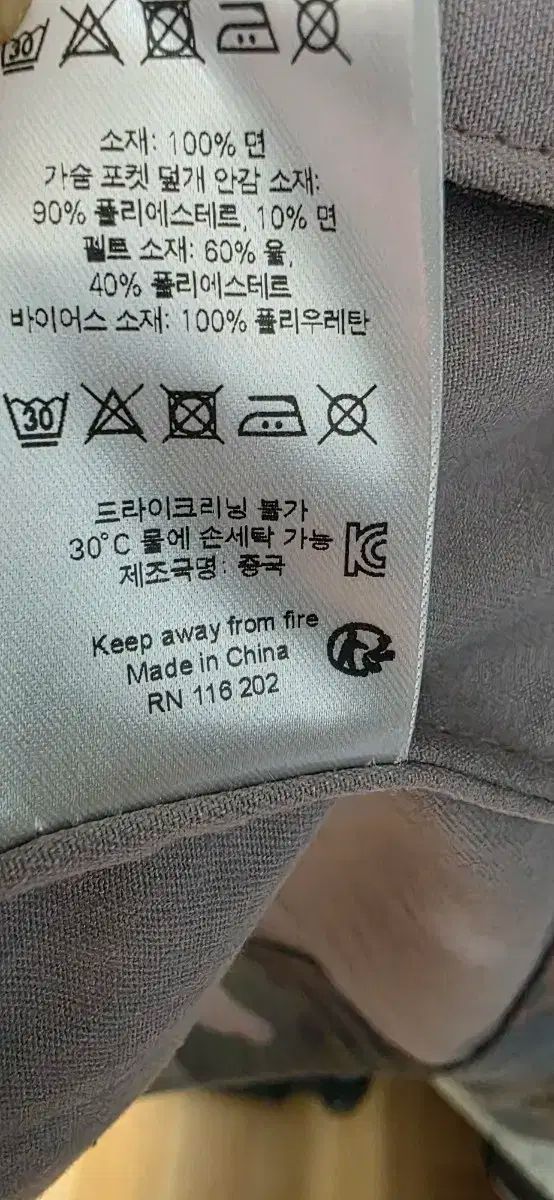 30
소재: 100% 면
가슴 포켓 덮개 안감 소재:
90% 폴리에스테르, 10% 면
펠트 소재: 60% 울,
40% 폴리에스테르
바이어스 소재: 100% 폴리우레탄
30
드라이크리닝 불가
30°C 물에 손세탁 가능
제조국명: 중국
KC
Keep away from fire
Made in China
RN 116 202